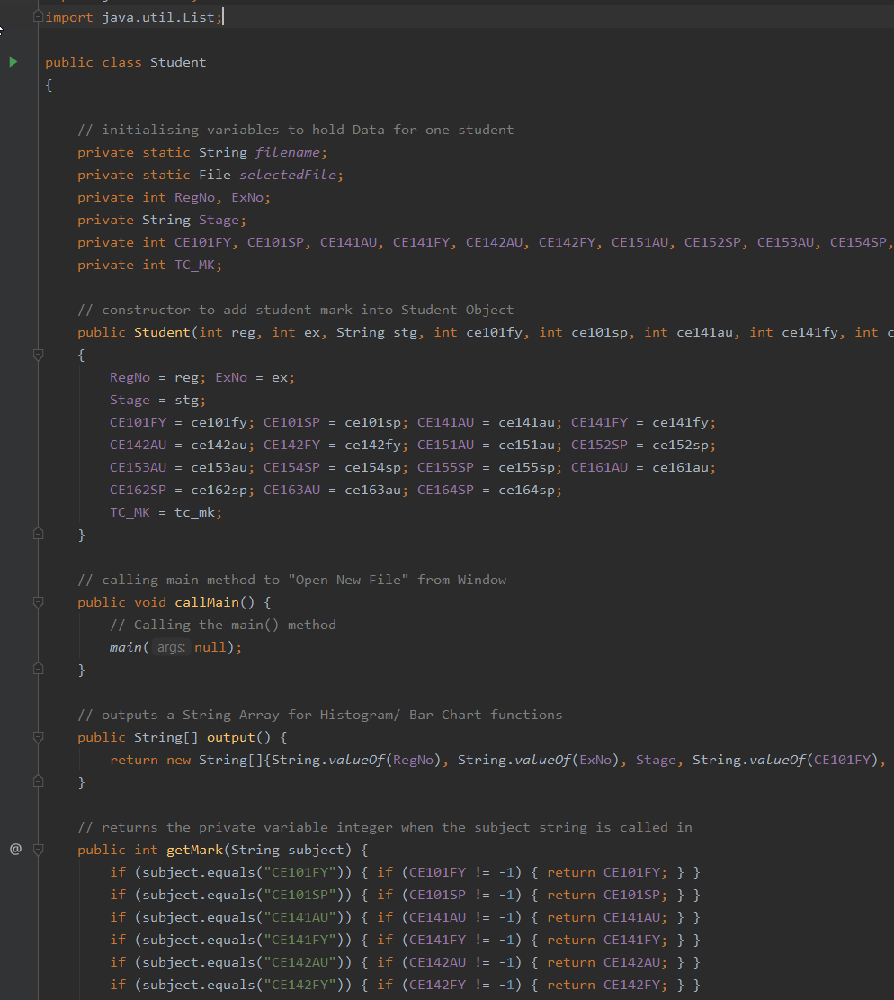 import java.util.List;
public class Student
{
// initialising variables to hold Data for one student
private static String filename;
private static File selectedFile;
private int RegNo, ExNo;
private String Stage;
private int CE101FY, CE101SP, CE141AU, CE141FY, CE142AU, CE142FY, CE151AU, CE152SP, CE153AU, CE154SP,
private int TC_MK;
// constructor to add student mark into Student Object
public Student(int reg, int ex, String stg, int ce101fy, int ce101sp, int ce141au, int ce141fy, int c
{
RegNo = reg; ExNo = ex;
Stage = stg;
CE101FY = ce101fy; CE101SP = ce101sp; CE141AU = ce141au; CE141FY = ce141fy;
CE142AU = ce142au; CE142FY = ce142fy; CE151AU = ce151au; CE152SP = ce152sp;
CE153AU = ce153au; CE154SP = ce154sp; CE155SP = ce155sp; CE161AU = ce161au;
CE162SP = ce162sp; CE163AU = ce163au; CE164SP = ce164sp;
TC_MK = tc_mk;
}
// calling main method to "Open New File" from Window
public void callMain() {
// Calling the main() method
main( args: null);
}
// outputs a String Array for Histogram/ Bar Chart functions
public String[] output() {
return new String[]{String.valueOf(RegNo), String.valueOf(ExNo), Stage, String.valueOf(CE101FY),
}
// returns the private variable integer when the subject string is called in
@ public int getMark(String subject) {
if (subject.equals("CE101FY")) { if (CE101FY != -1) { return CE101FY; } }
if (subject.equals("CE101SP")) { if (CE101SP != -1) { return CE101SP; } }
if (subject.equals("CE141AU")) { if (CE141AU != -1) { return CE141AU; } }
if (subject.equals("CE141FY")) { if (CE141FY != -1) { return CE141FY; } }
if (subject.equals("CE142AU")) { if (CE142AU != -1) { return CE142AU; } }
if (subject.equals("CE142FY")) { if (CE142FY != -1) { return CE142FY; } }